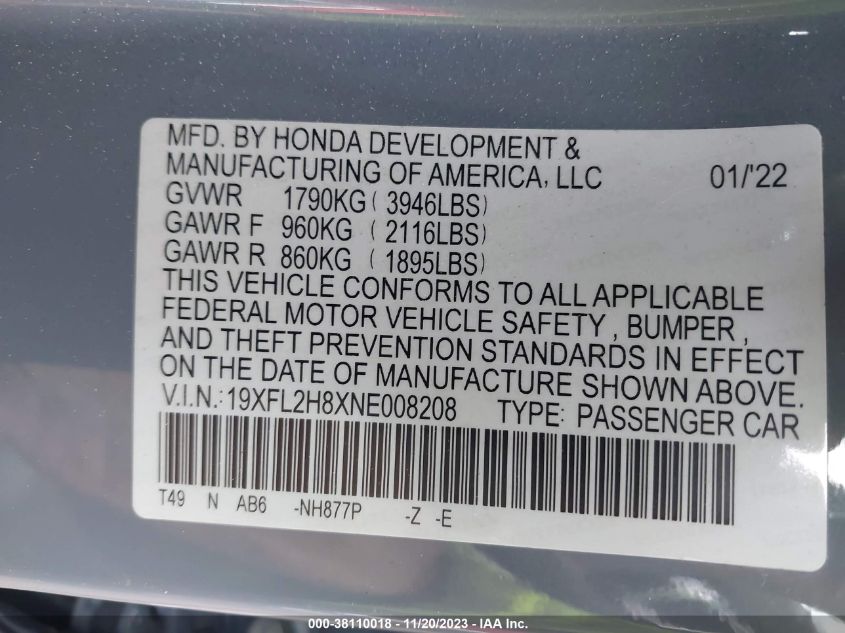 MFD. BY HONDA DEVELOPMENT &
MANUFACTURING OF AMERICA, LLC 01/'22
GVWR 1790KG ( 3946LBS)
GAWR F 960KG ( 2116LBS)
GAWR R 860KG ( 1895LBS)
THIS VEHICLE CONFORMS TO ALL APPLICABLE
FEDERAL MOTOR VEHICLE SAFETY , BUMPER ,
AND THEFT PREVENTION STANDARDS IN EFFECT
ON THE DATE OF MANUFACTURE SHOWN ABOVE.
V.I.N.:19XFL2H8XNE008208 TYPE: PASSENGER CAR
T49 N AB6 -NH877P -Z -E
000-38110018 - 11/20/2023 - IAA Inc.